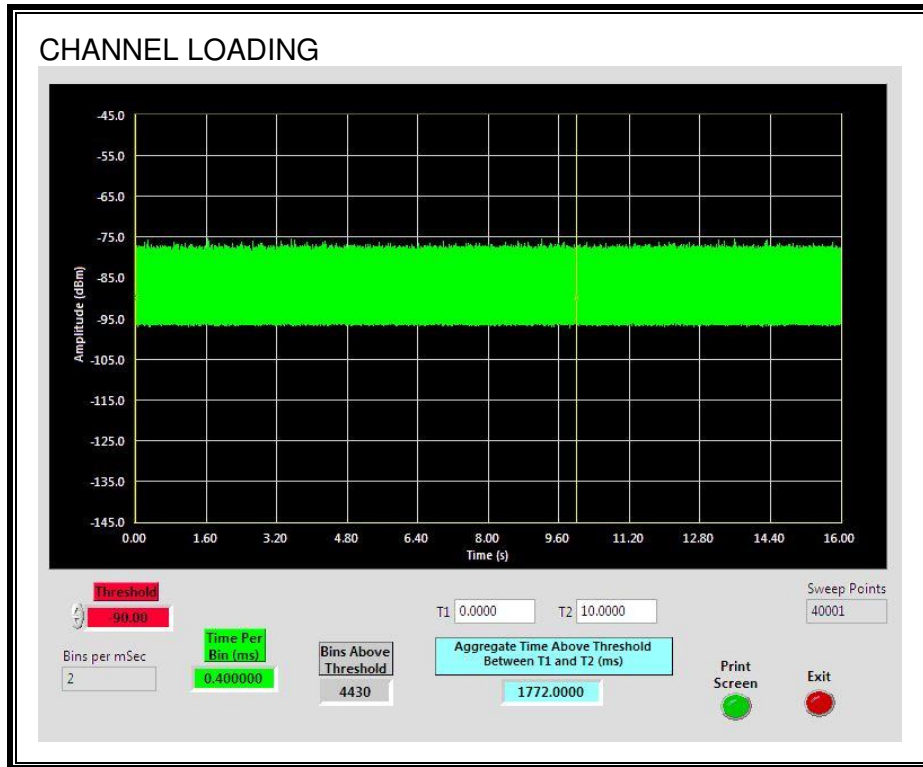 CHANNEL LOADING
-45.0
-55.0
-65.0
-75.0
-85.0
-95.0
-105.0
-115.0
-125.0
-135.0
-145.0
Amplitude (dBm)
0.00 1.60 3.20 4.80 6.40 8.00 9.60 11.20 12.80 14.40 16.00
Time (s)
Threshold
-90.00
Bins per mSec
2
Time Per
Bin (ms)
0.400000
Bins Above
Threshold
4430
T1 0.0000 T2 10.0000
Aggregate Time Above Threshold
Between T1 and T2 (ms)
1772.0000
Sweep Points
40001
Print
Screen
Exit